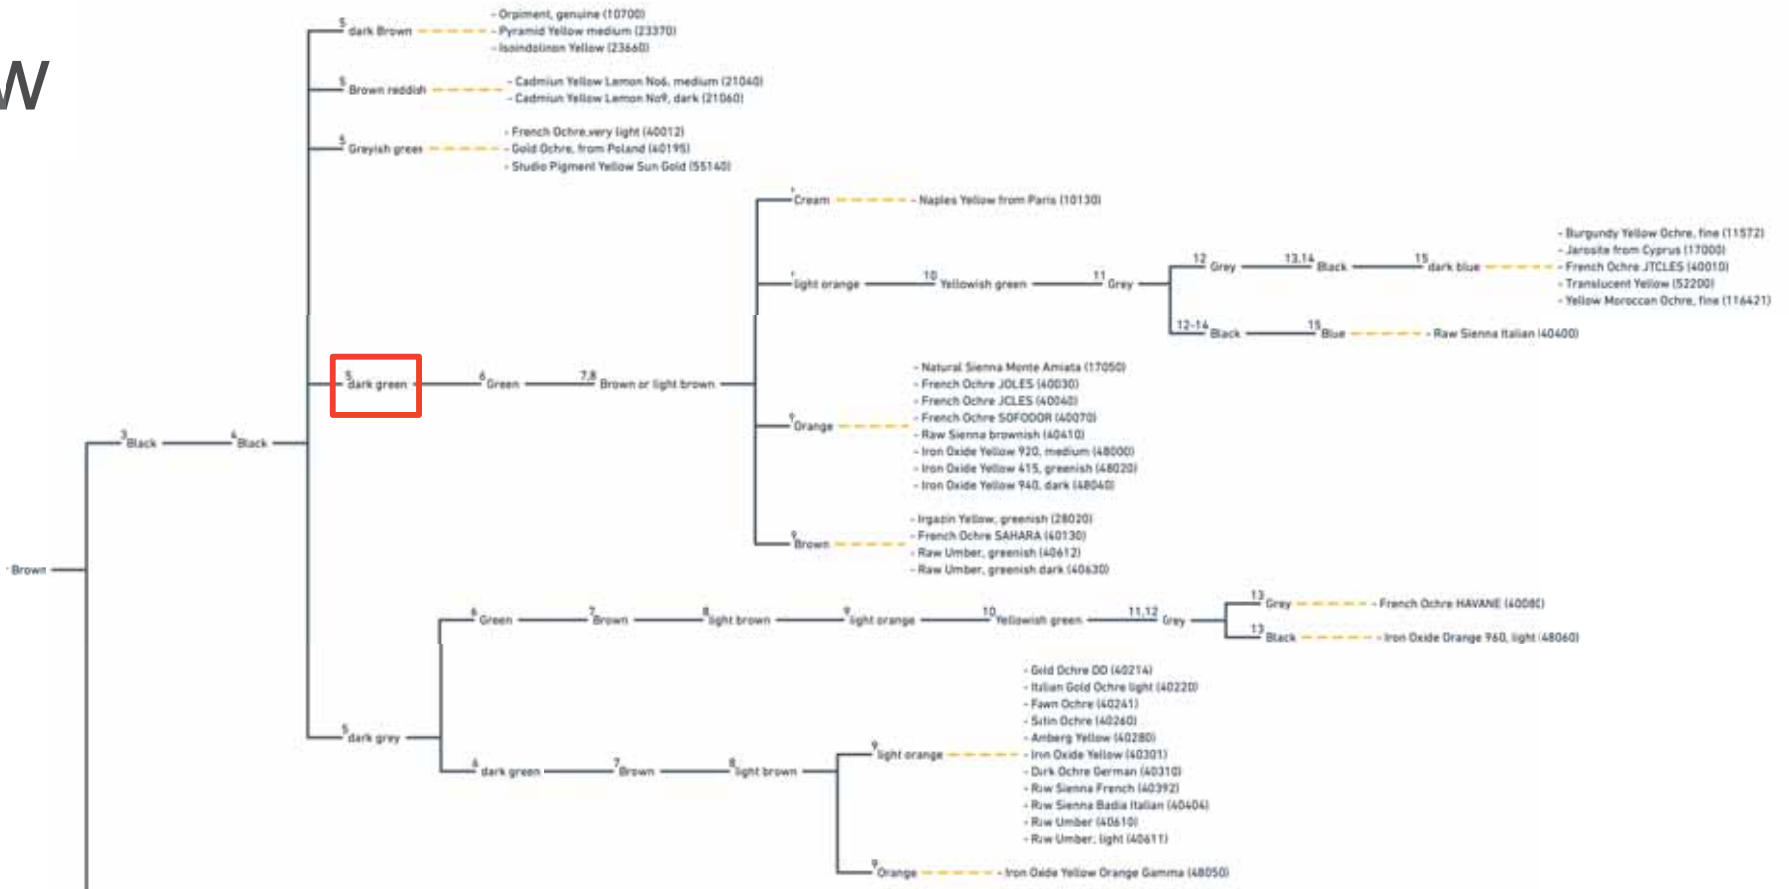 w
5 dark Brown
- Orpiment, genuine (10700)
- Pyramid Yellow medium (23370)
- Isoindolinon Yellow (23660)
5 Brown reddish
- Cadmiun Yellow Lemon No6, medium (21040)
- Cadmiun Yellow Lemon No9, dark (21060)
5 Greyish green
- French Ochre,very light (40012)
- Gold Ochre, from Poland (40195)
- Studio Pigment Yellow Sun Gold (55140)
Cream
- Naples Yellow from Paris (10130)
light orange 10 Yellowish green 11 Grey
12 Grey 13,14 Black 15 dark blue
- Burgundy Yellow Ochre, fine (11572)
- Jarosite from Cyprus (17000)
- French Ochre JTCLES (40010)
- Translucent Yellow (52200)
- Yellow Moroccan Ochre, fine (116421)
12-14 Black 15 Blue - Raw Sienna Italian (40400)
5 dark green 6 Green 7,8 Brown or light brown
9 Orange
- Natural Sienna Monte Amiata (17050)
- French Ochre JOLES (40030)
- French Ochre JCLES (40040)
- French Ochre SOFODOR (40070)
- Raw Sienna brownish (40410)
- Iron Oxide Yellow 920, medium (48000)
- Iron Oxide Yellow 415, greenish (48020)
- Iron Oxide Yellow 940, dark (48040)
9 Brown
- Irgazin Yellow, greenish (28020)
- French Ochre SAHARA (40130)
- Raw Umber, greenish (40612)
- Raw Umber, greenish dark (40630)
3 Black 4 Black
Brown
6 Green 7 Brown 8 light brown 9 light orange 10 Yellowish green 11,12 Grey
13 Grey - French Ochre HAVANE (40080)
13 Black - Iron Oxide Orange 960, light (48060)
5 dark grey
6 dark green 7 Brown 8 light brown
9 light orange
- Gold Ochre DD (40214)
- Italian Gold Ochre light (40220)
- Fawn Ochre (40241)
- Satin Ochre (40260)
- Amberg Yellow (40280)
- Iron Oxide Yellow (40301)
- Dark Ochre German (40310)
- Raw Sienna French (40392)
- Raw Sienna Badia Italian (40404)
- Raw Umber (40610)
- Raw Umber, light (40611)
9 Orange - Iron Oxide Yellow Orange Gamma (48050)